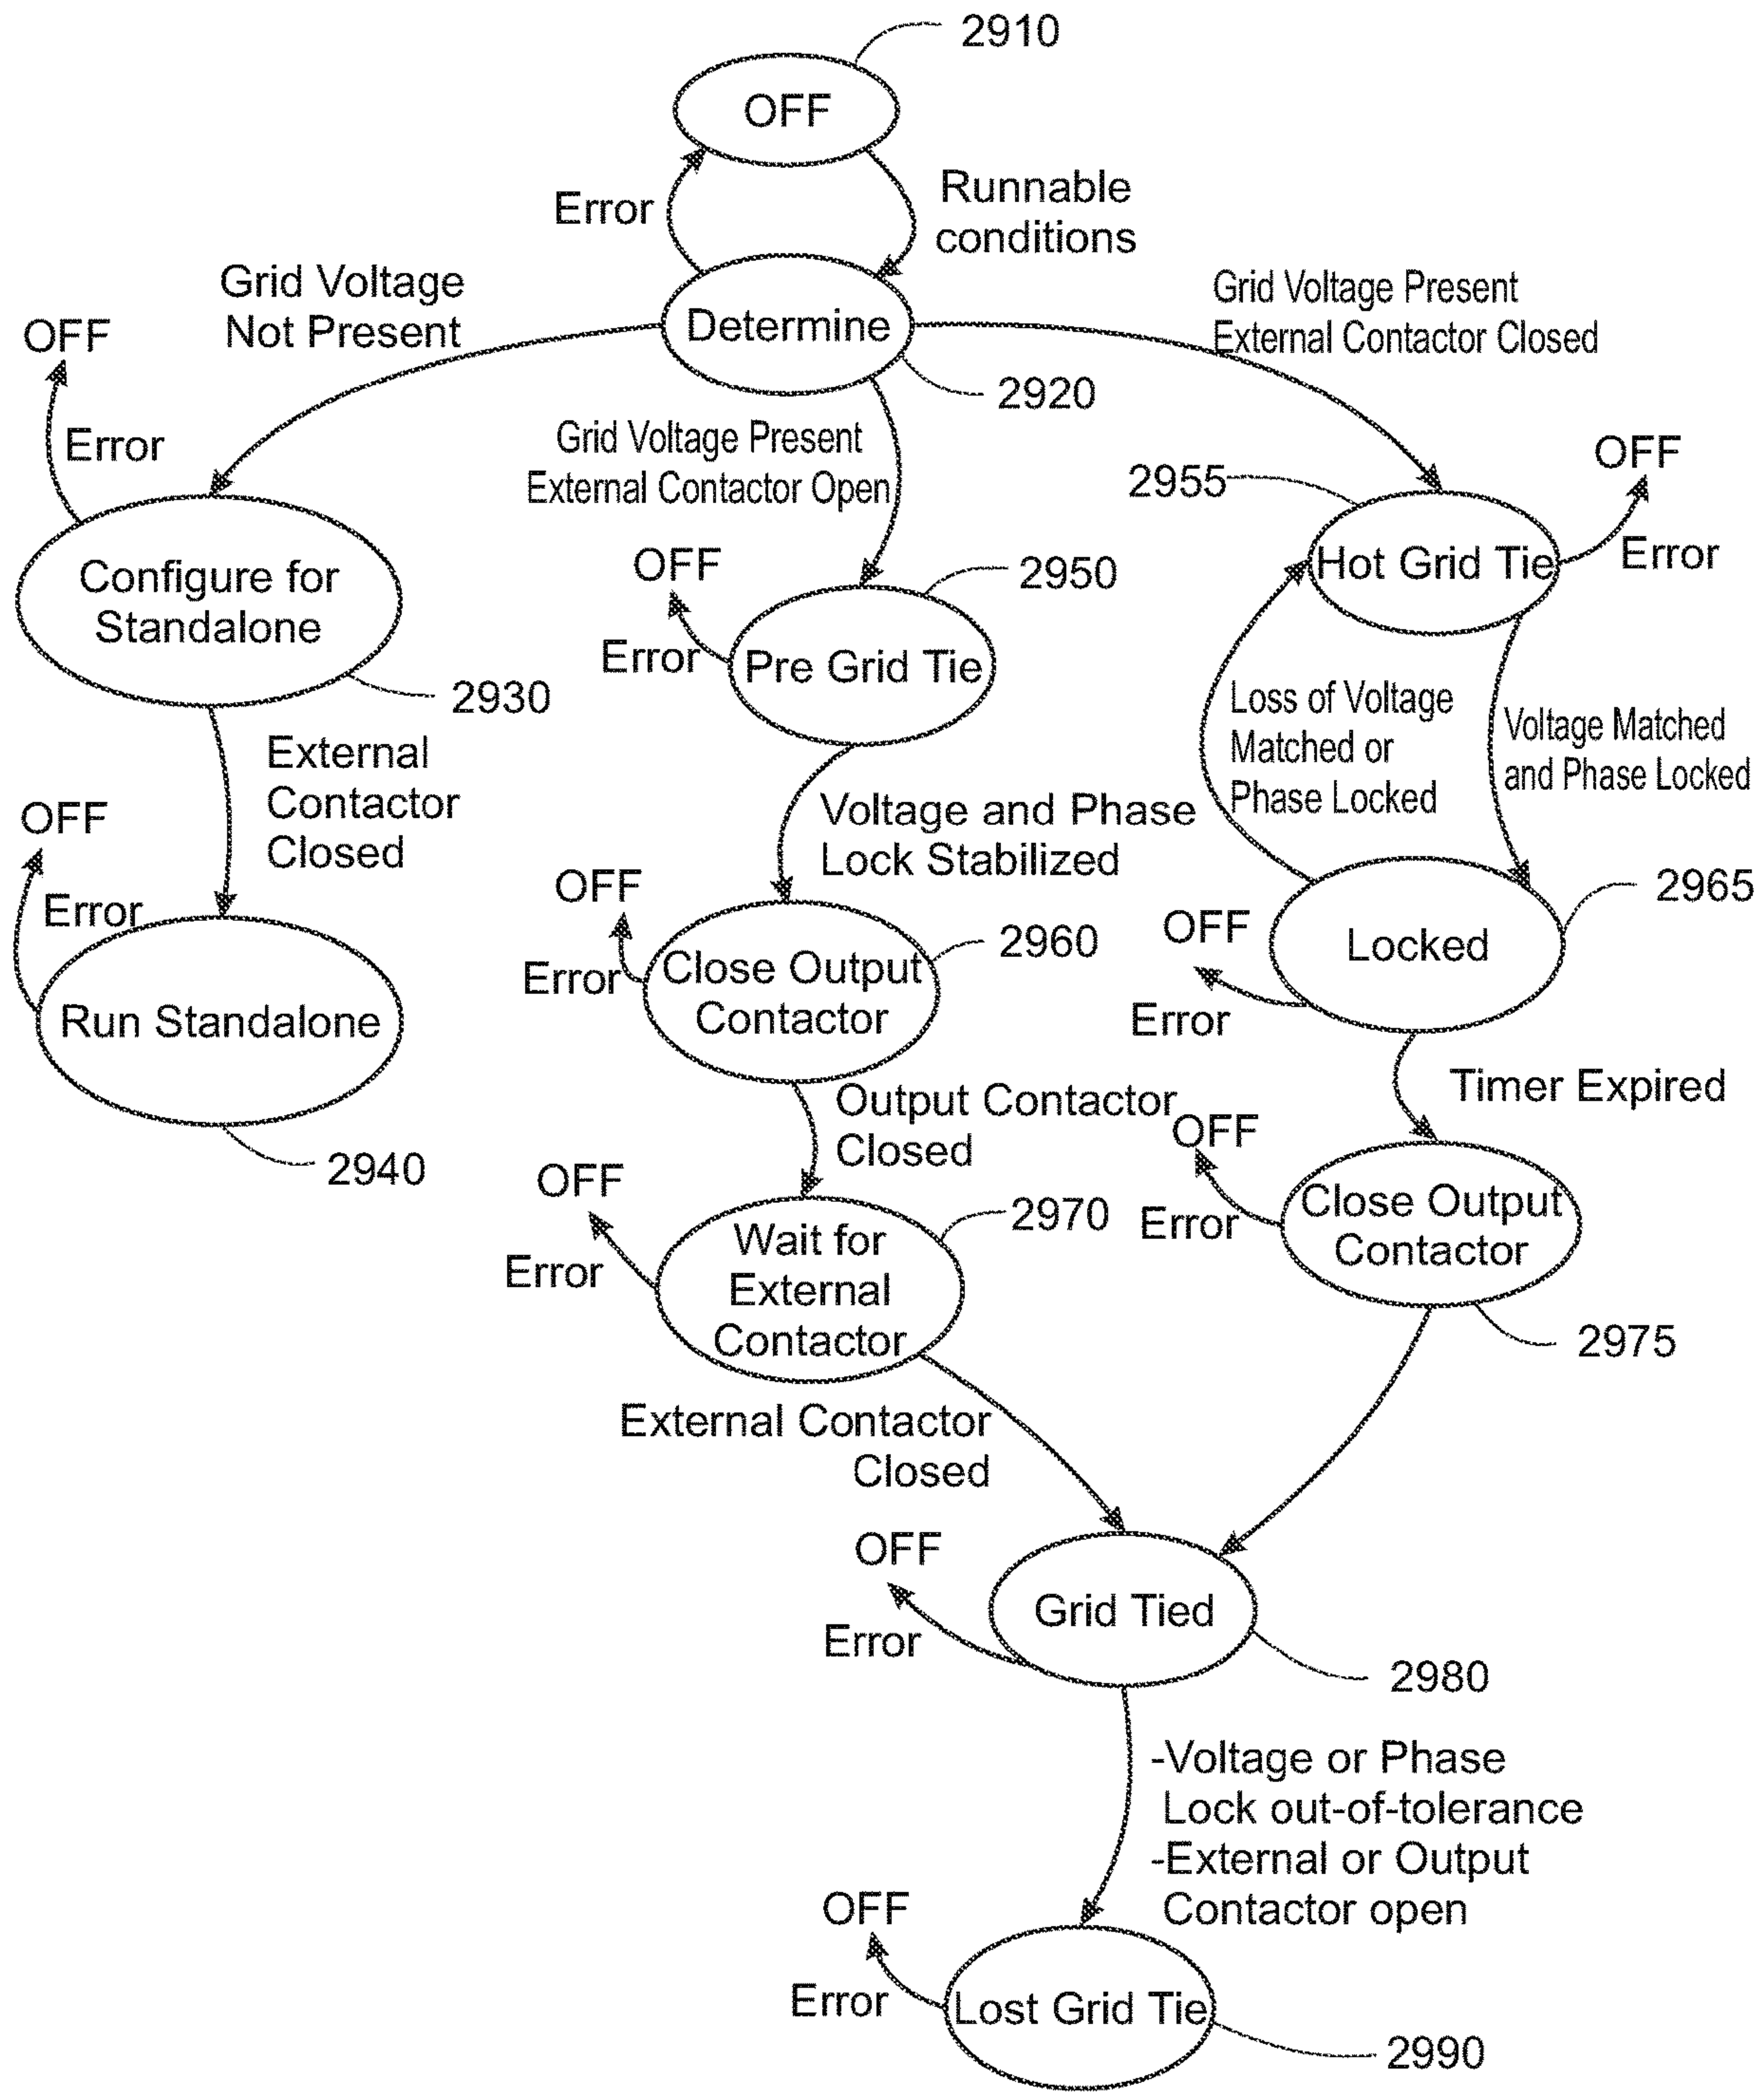 2910
OFF
Error
Runnable
conditions
Grid Voltage
Not Present
Determine
2920
Grid Voltage Present
External Contactor Closed
OFF
Error
Grid Voltage Present
External Contactor Open
2955
OFF
Error
Hot Grid Tie
Configure for
Standalone
2930
OFF
Error
2950
Pre Grid Tie
Loss of Voltage
Matched or
Phase Locked
Voltage Matched
and Phase Locked
External
Contactor
Closed
Voltage and Phase
Lock Stabilized
OFF
Error
Run Standalone
2940
OFF
Error
2960
Close Output
Contactor
2965
Locked
OFF
Error
Output Contactor
Closed
Timer Expired
OFF
Error
Close Output
Contactor
2975
OFF
Error
2970
Wait for
External
Contactor
External Contactor
Closed
OFF
Error
Grid Tied
2980
-Voltage or Phase
Lock out-of-tolerance
-External or Output
Contactor open
OFF
Error
Lost Grid Tie
2990